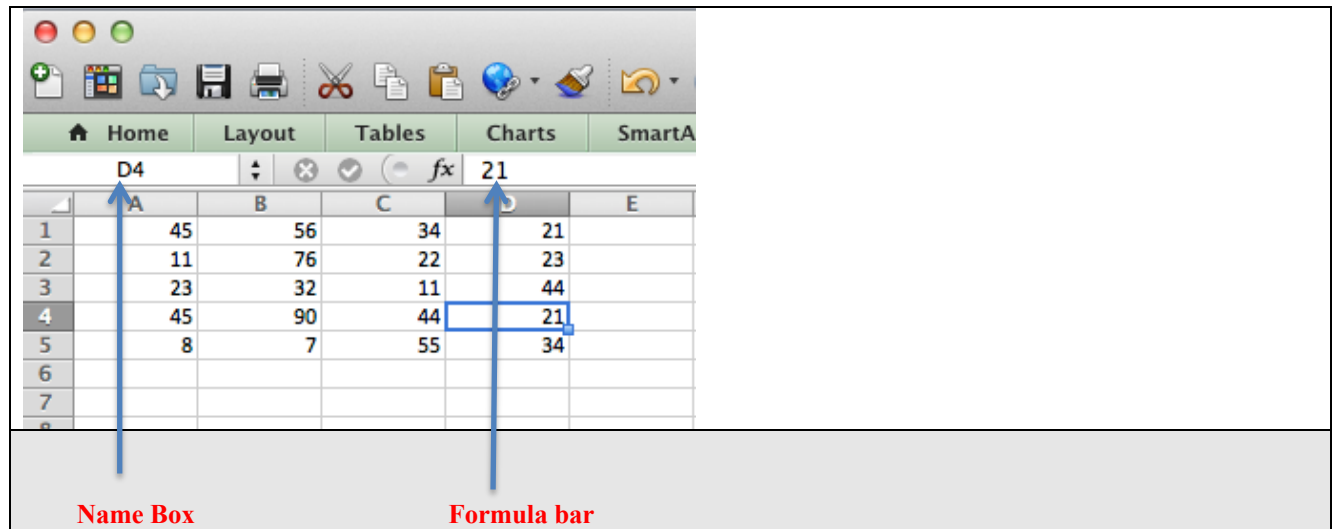 Home Layout Tables Charts SmartA
D4 fx 21
A B C D E
1 45 56 34 21
2 11 76 22 23
3 23 32 11 44
4 45 90 44 21
5 8 7 55 34
6
7
8
Name Box Formula bar